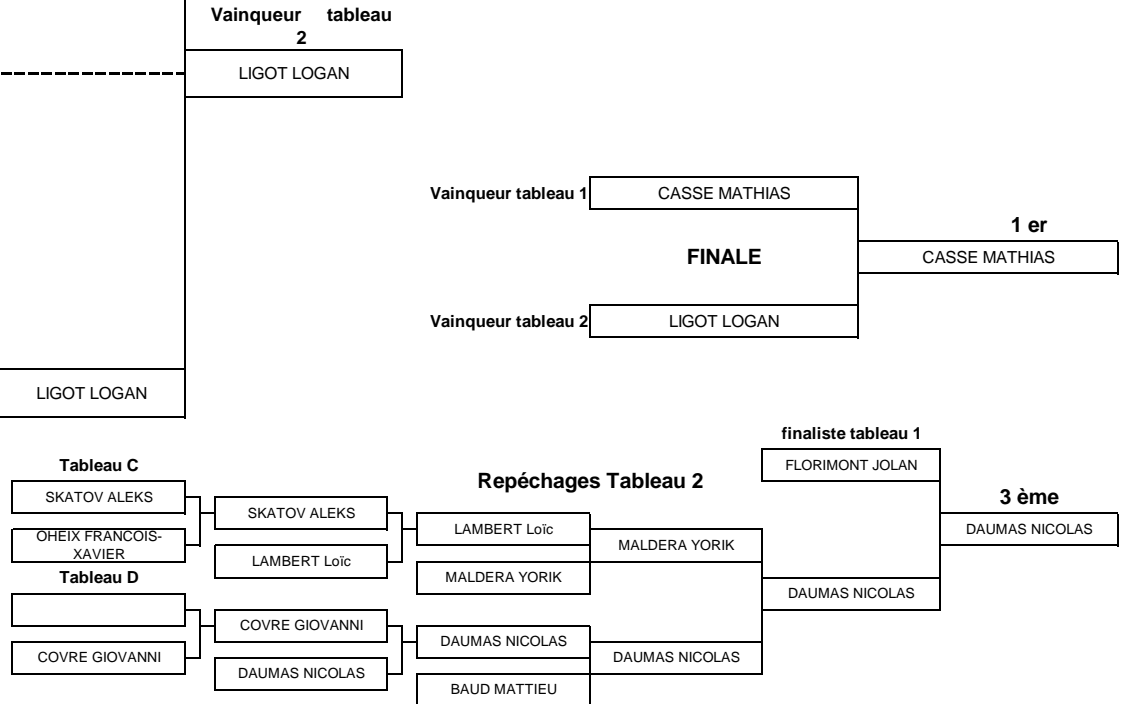 Vainqueur tableau
2
LIGOT LOGAN
Vainqueur tableau 1
CASSE MATHIAS
1 er
FINALE
CASSE MATHIAS
Vainqueur tableau 2
LIGOT LOGAN
LIGOT LOGAN
finaliste tableau 1
FLORIMONT JOLAN
Tableau C
Repéchages Tableau 2
3 ème
SKATOV ALEKS
SKATOV ALEKS
LAMBERT Loïc
DAUMAS NICOLAS
OHEIX FRANCOIS-
XAVIER
MALDERA YORIK
LAMBERT Loïc
Tableau D
MALDERA YORIK
DAUMAS NICOLAS
COVRE GIOVANNI
DAUMAS NICOLAS
COVRE GIOVANNI
DAUMAS NICOLAS
DAUMAS NICOLAS
BAUD MATTIEU